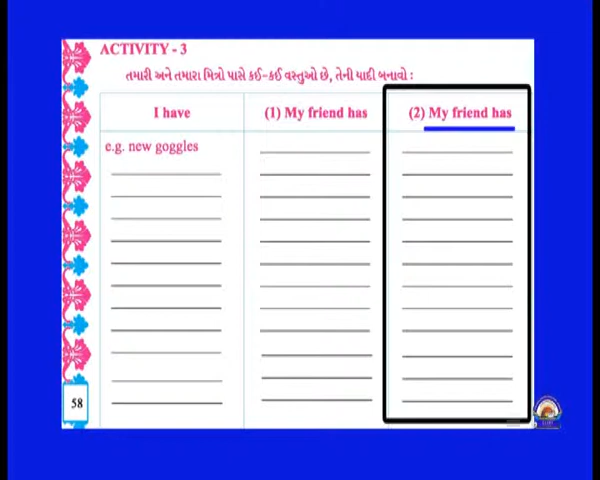 ACTIVITY - 3
તમારી અને તમારા મિત્રો પાસે કઈ-કઈ વસ્તુઓ છે, તેની યાદી બનાવો :
I have
(1) My friend has
(2) My friend has
e.g. new goggles
58